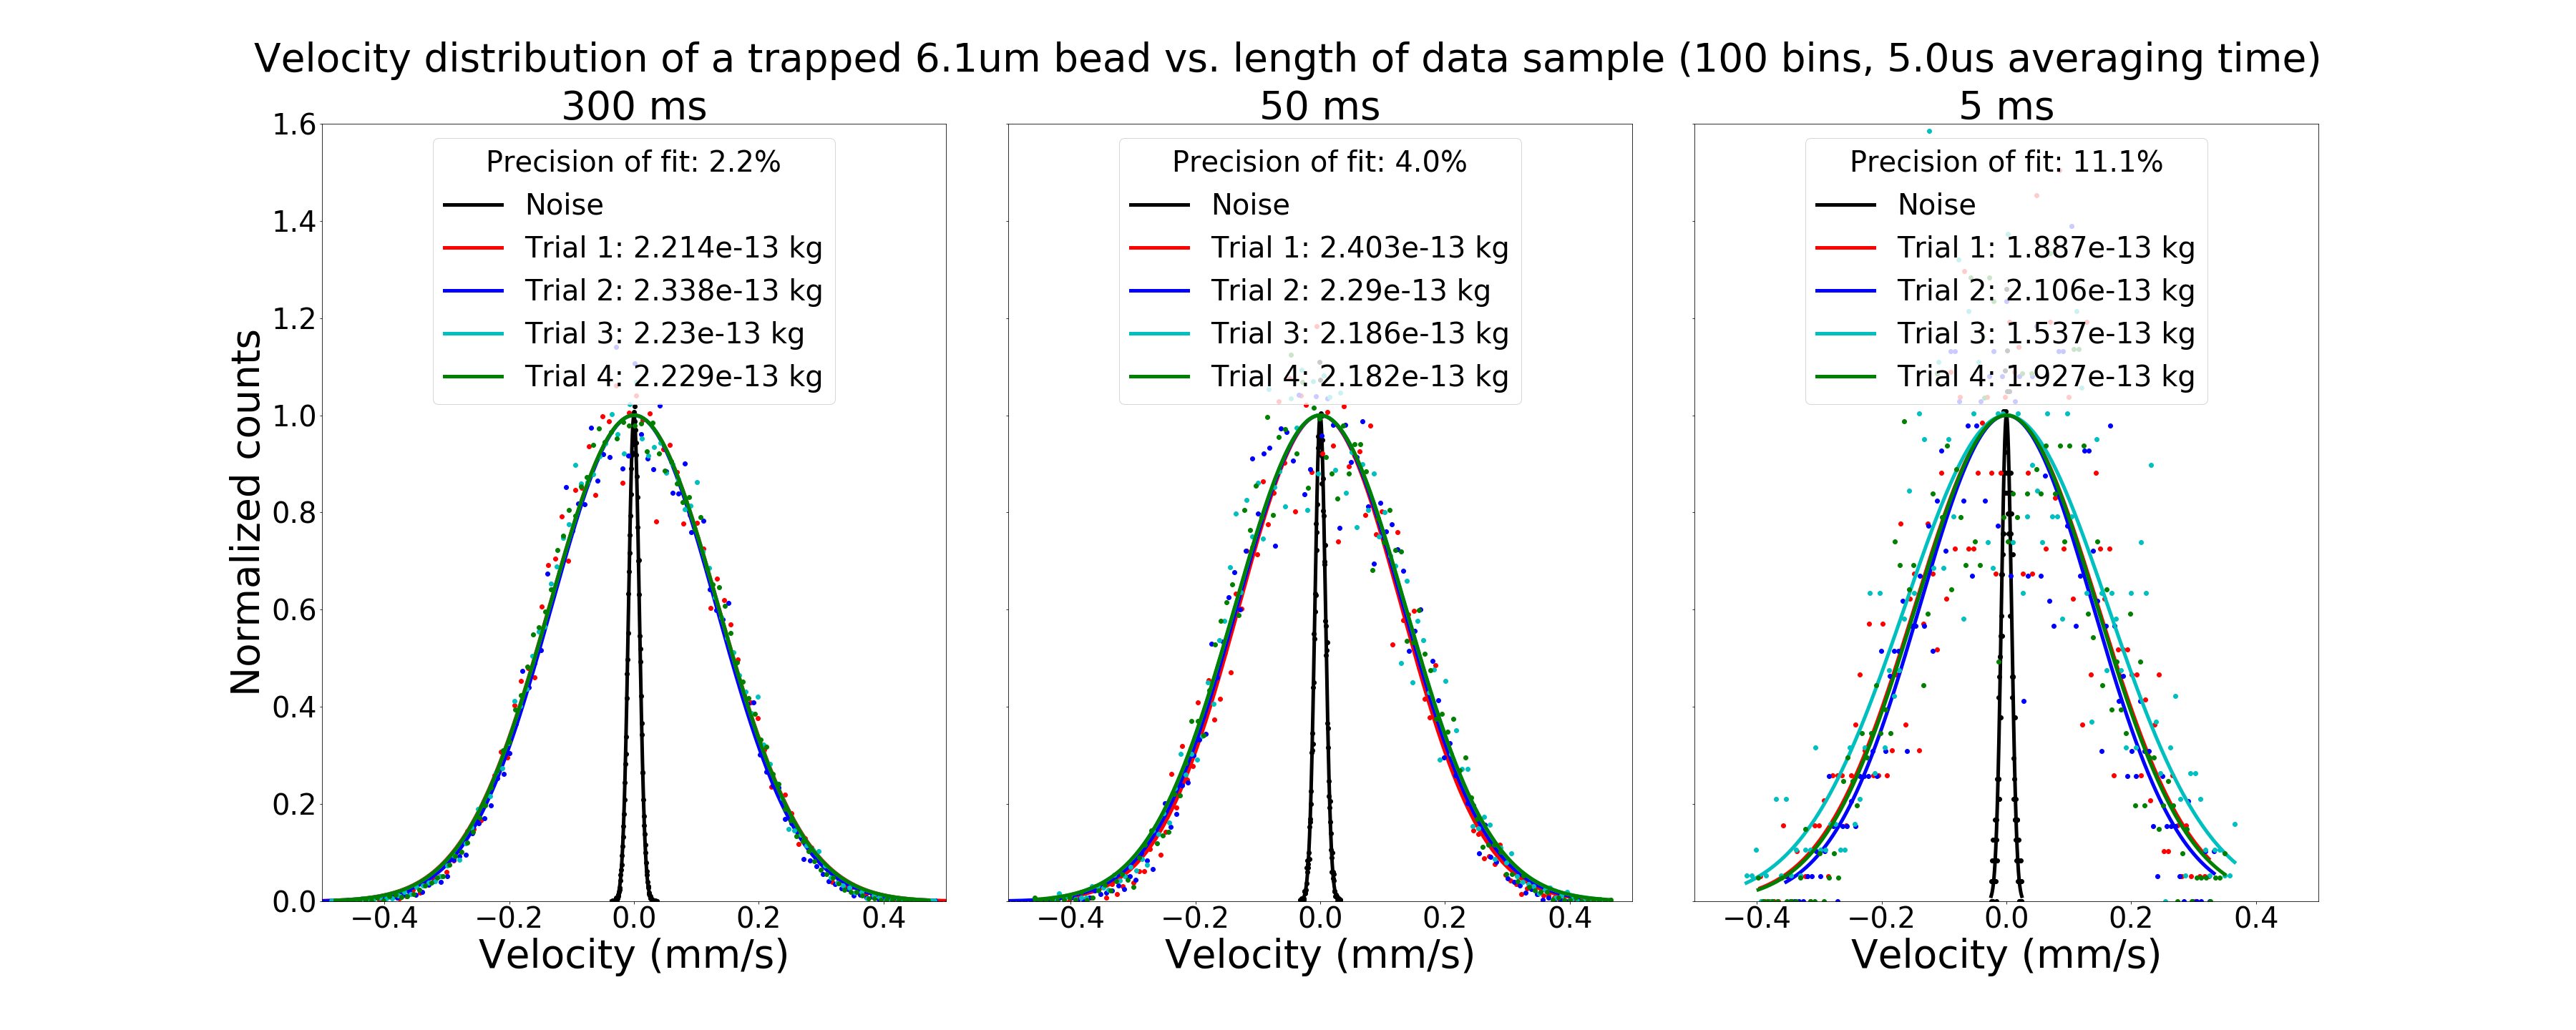 Velocity distribution of a trapped 6.1um bead vs. length of data sample (100 bins, 5.0us averaging time)
300 ms
50 ms
5 ms
Normalized counts
1.6
1.4
1.2
1.0
0.8
0.6
0.4
0.2
0.0
Precision of fit: 2.2%
Noise
Trial 1: 2.214e-13 kg
Trial 2: 2.338e-13 kg
Trial 3: 2.23e-13 kg
Trial 4: 2.229e-13 kg
−0.4 −0.2 0.0 0.2 0.4
Velocity (mm/s)
Precision of fit: 4.0%
Noise
Trial 1: 2.403e-13 kg
Trial 2: 2.29e-13 kg
Trial 3: 2.186e-13 kg
Trial 4: 2.182e-13 kg
−0.4 −0.2 0.0 0.2 0.4
Velocity (mm/s)
Precision of fit: 11.1%
Noise
Trial 1: 1.887e-13 kg
Trial 2: 2.106e-13 kg
Trial 3: 1.537e-13 kg
Trial 4: 1.927e-13 kg
−0.4 −0.2 0.0 0.2 0.4
Velocity (mm/s)